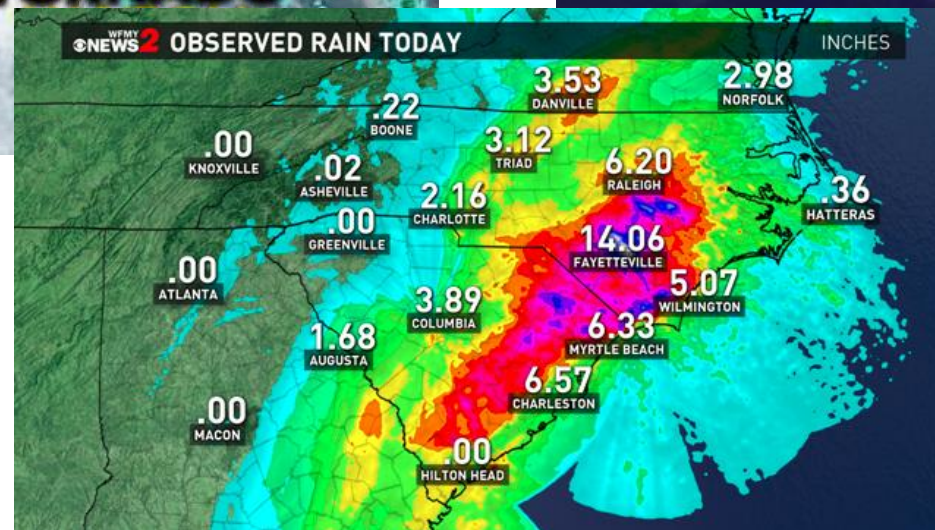 WFMY
NEWS 2 OBSERVED RAIN TODAY
INCHES
3.53
DANVILLE
2.98
NORFOLK
.22
BOONE
.00
KNOXVILLE
3.12
TRIAD
.02
ASHEVILLE
6.20
RALEIGH
2.16
CHARLOTTE
.36
HATTERAS
.00
GREENVILLE
14.06
FAYETTEVILLE
.00
ATLANTA
5.07
WILMINGTON
3.89
COLUMBIA
6.33
MYRTLE BEACH
1.68
AUGUSTA
6.57
CHARLESTON
.00
MACON
.00
HILTON HEAD